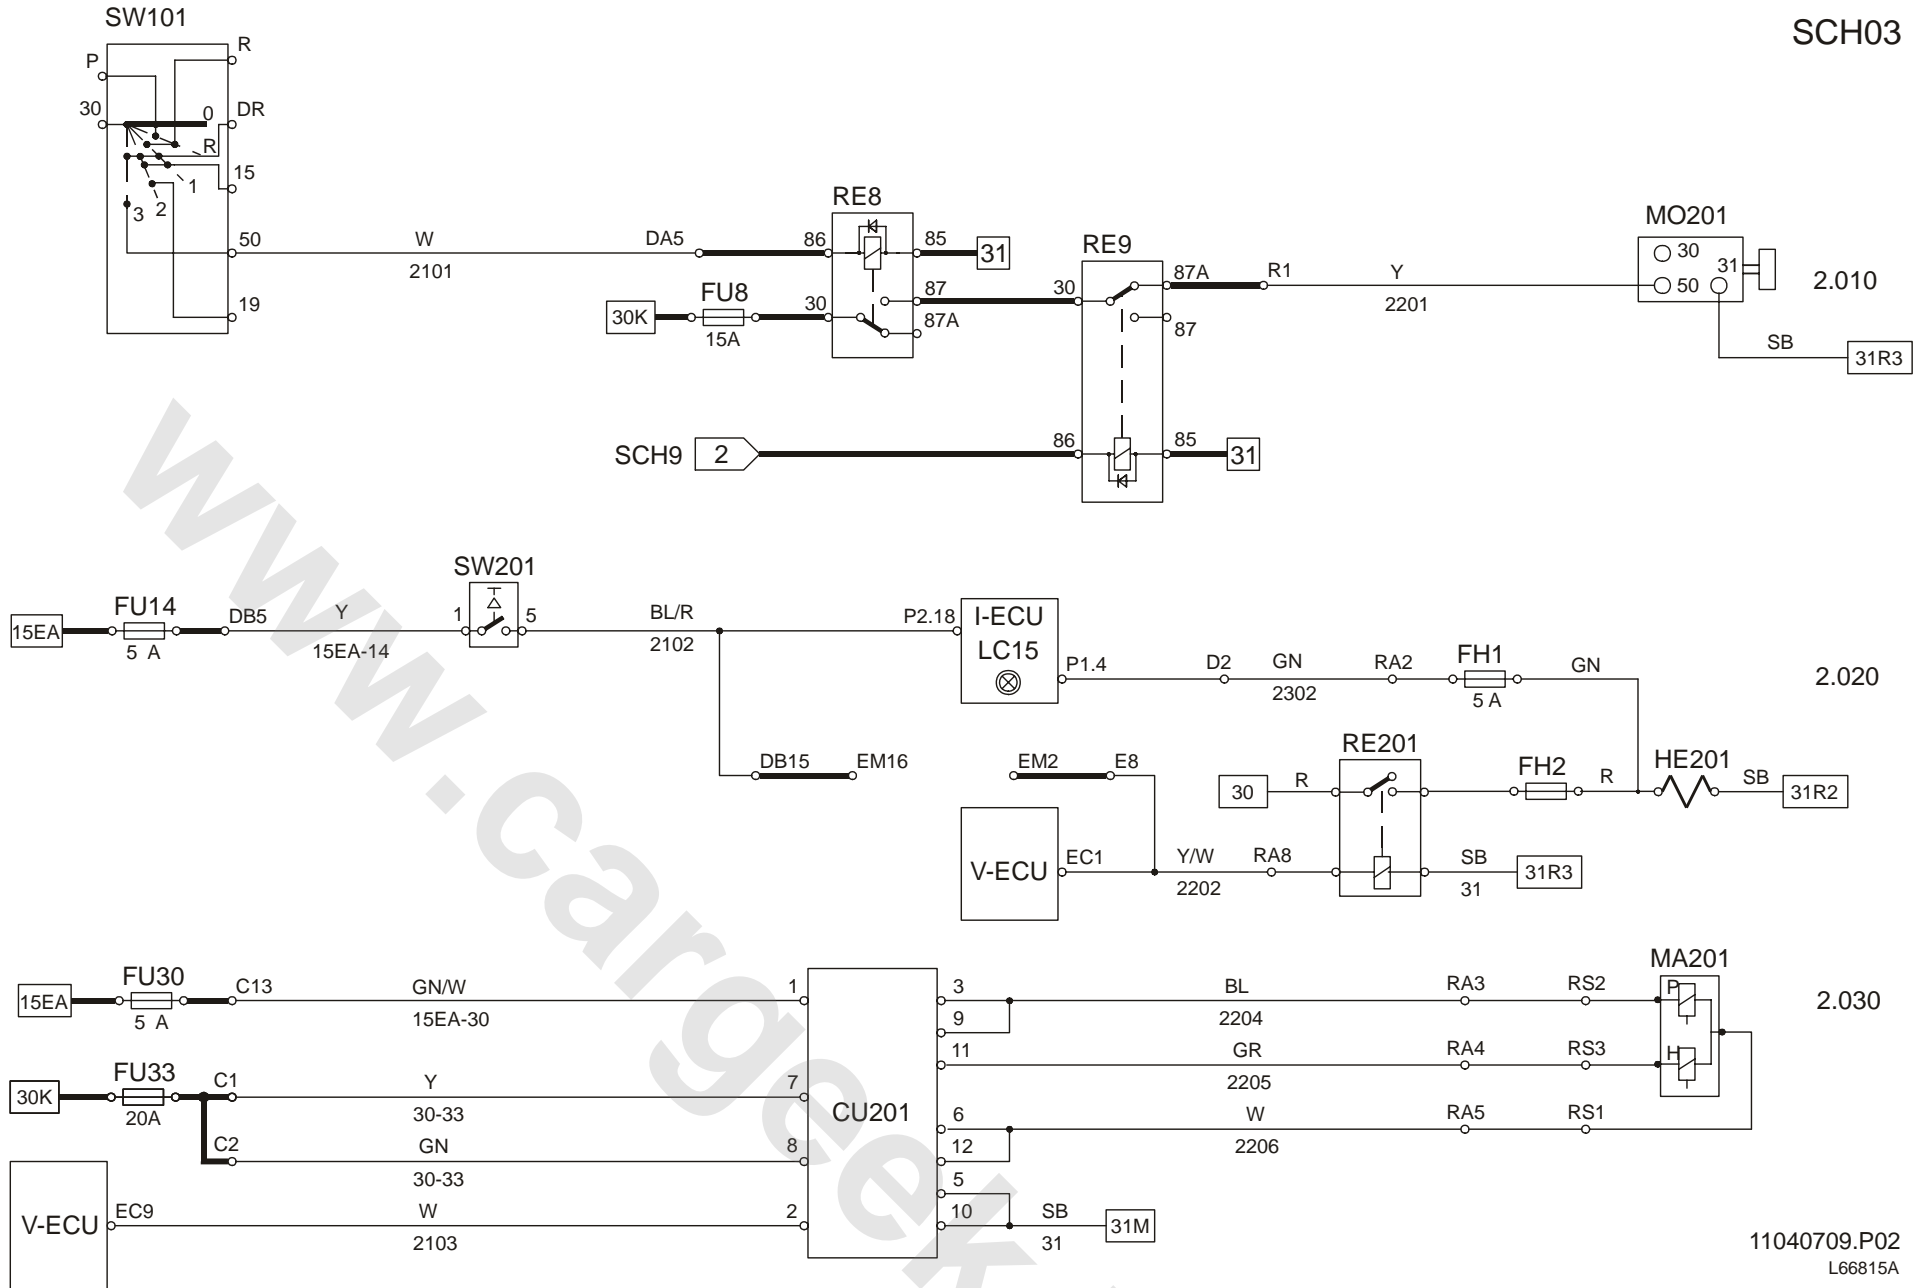 SW101
SCH03
R
P
30
0
DR
R
15
1
2
3
50
W
2101
DA5
19
RE8
86
85
31
30K
FU8
15A
30
87
87A
RE9
30
87A
R1
Y
2201
87
MO201
30
31
50
2.010
SB
31R3
SCH9
2
86
85
31
15EA
FU14
5 A
DB5
Y
15EA-14
SW201
1
5
BL/R
2102
P2.18
I-ECU
LC15
P1.4
D2
GN
2302
RA2
FH1
5 A
GN
2.020
DB15
EM16
EM2
E8
30
R
RE201
FH2
R
HE201
SB
31R2
V-ECU
EC1
Y/W
2202
RA8
SB
31
31R3
15EA
FU30
5 A
C13
GN/W
15EA-30
1
3
9
BL
2204
RA3
RS2
MA201
P
2.030
11
GR
2205
RA4
RS3
H
30K
FU33
20A
C1
Y
30-33
7
CU201
6
W
2206
RA5
RS1
C2
GN
30-33
8
12
5
V-ECU
EC9
W
2103
2
10
SB
31
31M
11040709.P02
L66815A
www.cargeek